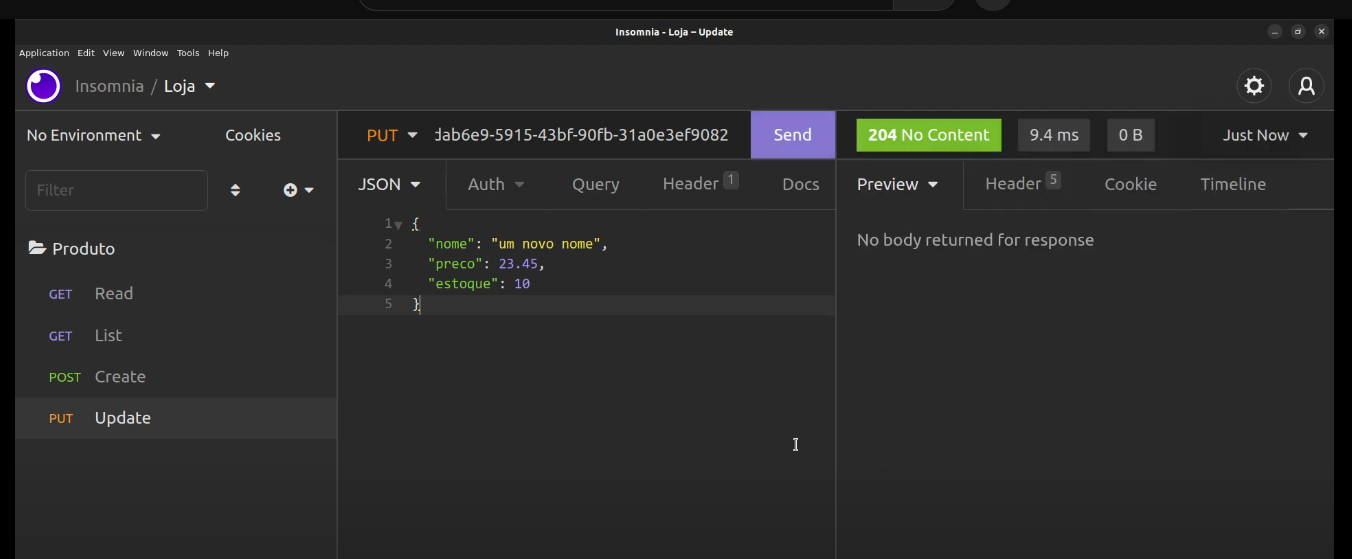 Insomnia - Loja – Update
Application Edit View Window Tools Help
Insomnia / Loja
No Environment Cookies
PUT dab6e9-5915-43bf-90fb-31a0e3ef9082 Send
204 No Content 9.4 ms 0 B Just Now
Filter
JSON Auth Query Header 1 Docs
Preview Header 5 Cookie Timeline
Produto
GET Read
GET List
POST Create
PUT Update
1 {
2 "nome": "um novo nome",
3 "preco": 23.45,
4 "estoque": 10
5 }
No body returned for response